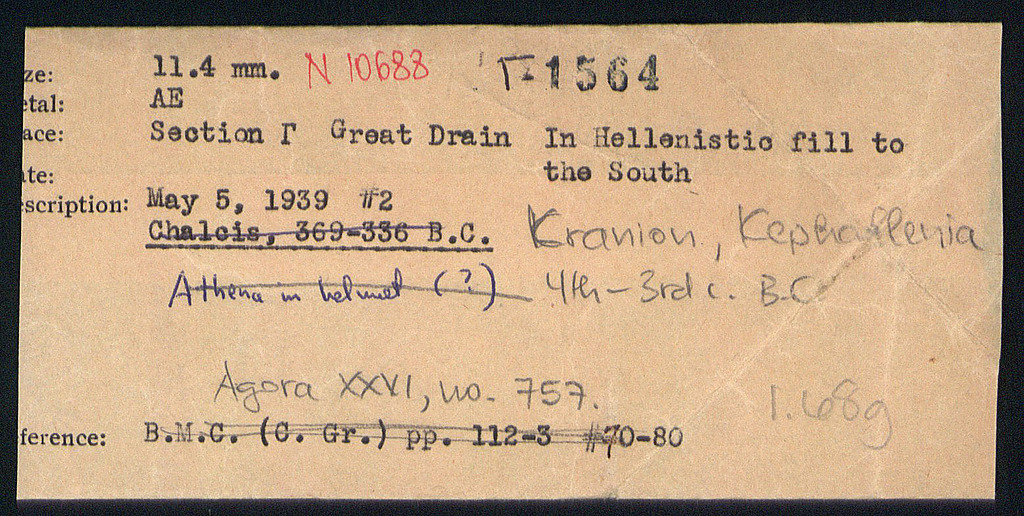 ze: 11.4 mm. N 10688 Γ-1564
etal: AE
ace: Section Γ Great Drain In Hellenistic fill to
ate: the South
scription: May 5, 1939 #2
Chalcis, 369-336 B.C. Kranion, Kephallenia
Athena in helmet (?) 4th-3rd c. B.C.
Agora XXVI, no. 757.
1.68g
ference: B.M.C. (C. Gr.) pp. 112-3 #70-80